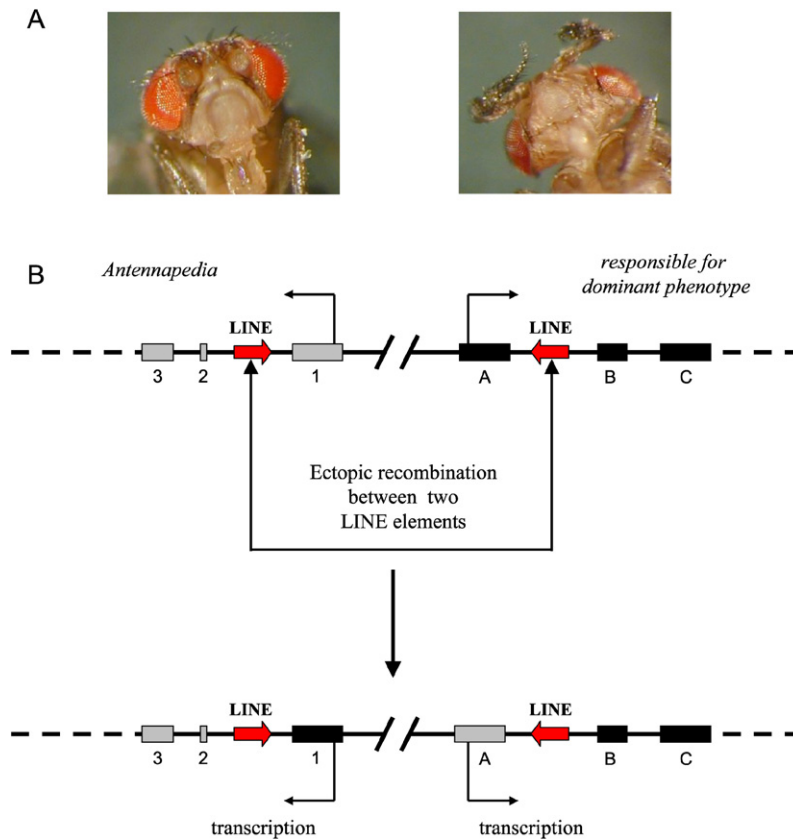 A
B
Antennapedia
responsible for
dominant phenotype
LINE
LINE
3 2 1 A B C
Ectopic recombination
between two
LINE elements
LINE
LINE
3 2 1 A B C
transcription transcription